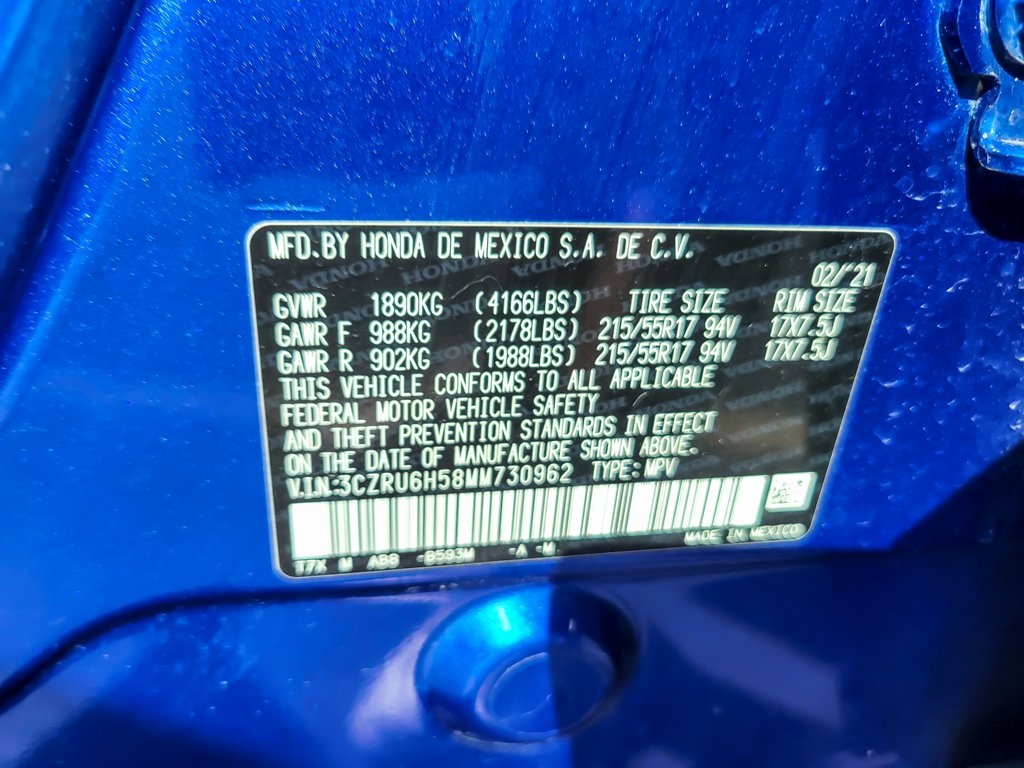 MFD.BY HONDA DE MEXICO S.A. DE C.V.
02/'21
GVWR 1890KG (4166LBS) TIRE SIZE RIM SIZE
GAWR F 988KG (2178LBS) 215/55R17 94V 17X7.5J
GAWR R 902KG (1988LBS) 215/55R17 94V 17X7.5J
THIS VEHICLE CONFORMS TO ALL APPLICABLE
FEDERAL MOTOR VEHICLE SAFETY
AND THEFT PREVENTION STANDARDS IN EFFECT
ON THE DATE OF MANUFACTURE SHOWN ABOVE.
V.I.N:3CZRU6H58MM730962 TYPE:MPV
MADE IN MEXICO
17X M AB8 -B593M -A -M.